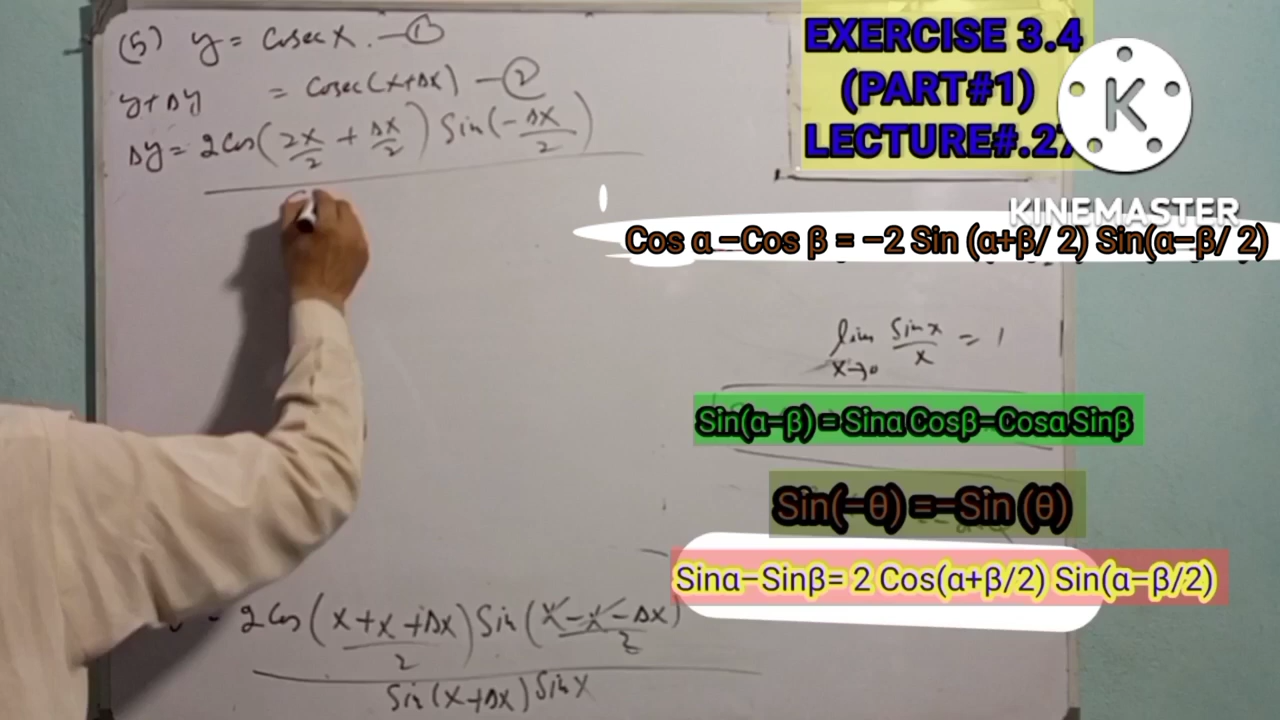 (5) y = Cosec x. —①
y+Δy = Cosec(x+Δx) —②
Δy = 2Cos(2x/2 + Δx/2) Sin(-Δx/2)
EXERCISE 3.4
(PART#1)
LECTURE#.27
K
KINEMASTER
Cos α –Cos β = –2 Sin (α+β/ 2) Sin(α–β/ 2)
lim x→0 Sin x / x = 1
Sin(α–β) = Sinα Cosβ–Cosα Sinβ
Sin(–θ) =–Sin (θ)
Sinα–Sinβ= 2 Cos(α+β/2) Sin(α–β/2)
= 2Cos(x+x+Δx / 2) Sin(x-x-Δx / 2)
Sin(x+Δx) Sin x